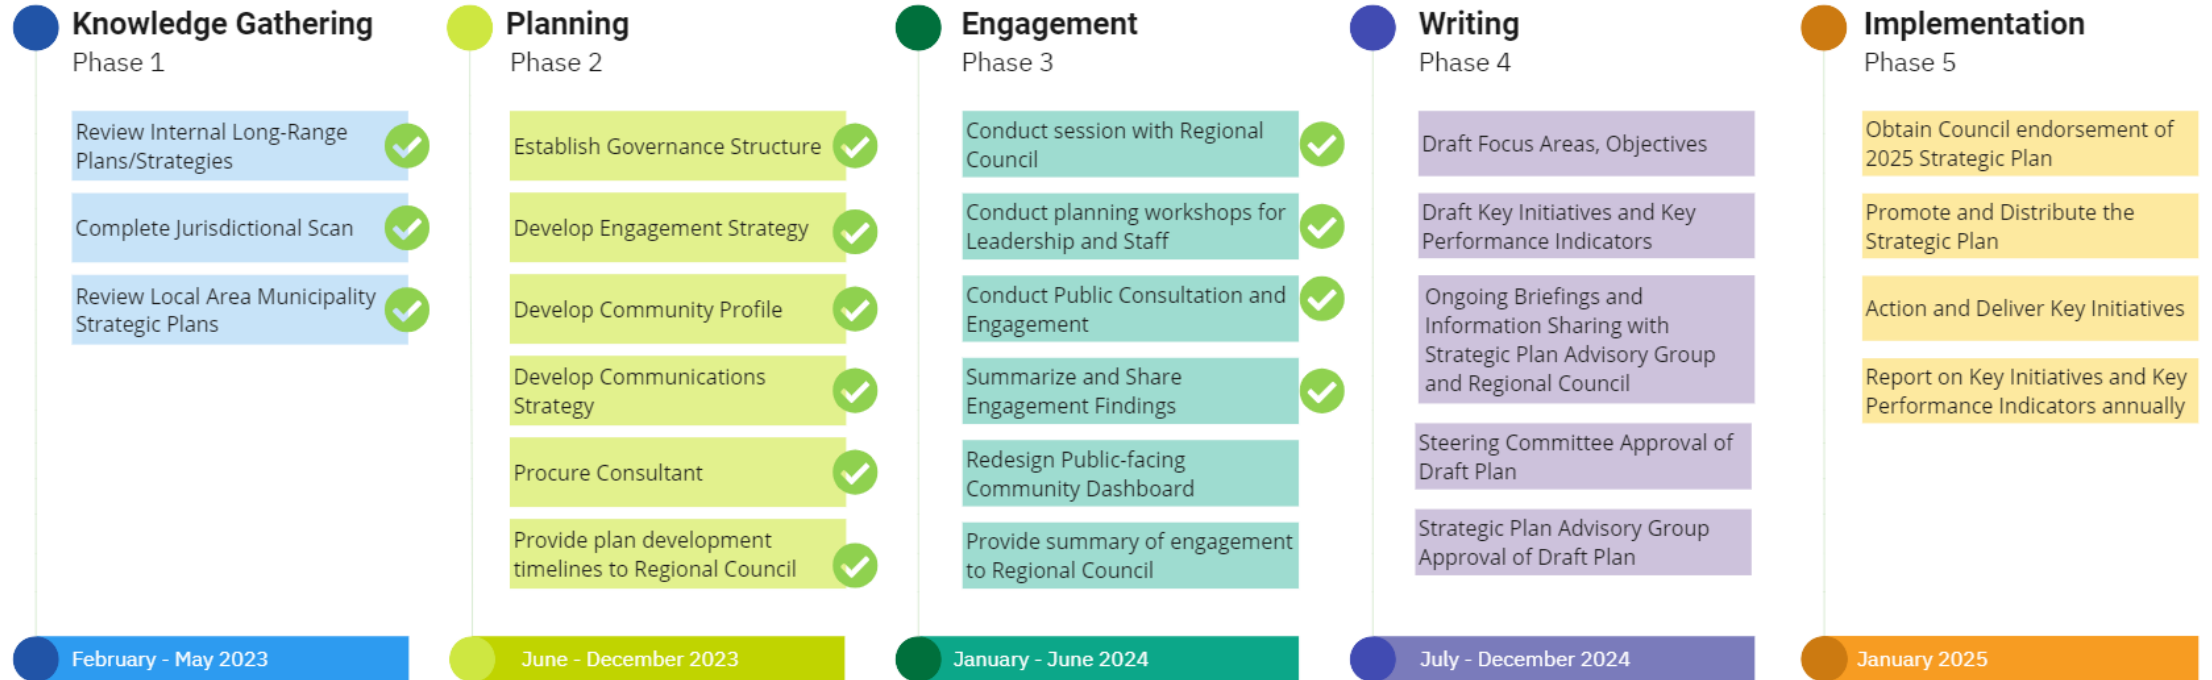 Knowledge Gathering
Phase 1
Review Internal Long-Range
Plans/Strategies
Complete Jurisdictional Scan
Review Local Area Municipality
Strategic Plans
February - May 2023
Planning
Phase 2
Establish Governance Structure
Develop Engagement Strategy
Develop Community Profile
Develop Communications
Strategy
Procure Consultant
Provide plan development
timelines to Regional Council
June - December 2023
Engagement
Phase 3
Conduct session with Regional
Council
Conduct planning workshops for
Leadership and Staff
Conduct Public Consultation and
Engagement
Summarize and Share
Engagement Findings
Redesign Public-facing
Community Dashboard
Provide summary of engagement
to Regional Council
January - June 2024
Writing
Phase 4
Draft Focus Areas, Objectives
Draft Key Initiatives and Key
Performance Indicators
Ongoing Briefings and
Information Sharing with
Strategic Plan Advisory Group
and Regional Council
Steering Committee Approval of
Draft Plan
Strategic Plan Advisory Group
Approval of Draft Plan
July - December 2024
Implementation
Phase 5
Obtain Council endorsement of
2025 Strategic Plan
Promote and Distribute the
Strategic Plan
Action and Deliver Key Initiatives
Report on Key Initiatives and Key
Performance Indicators annually
January 2025